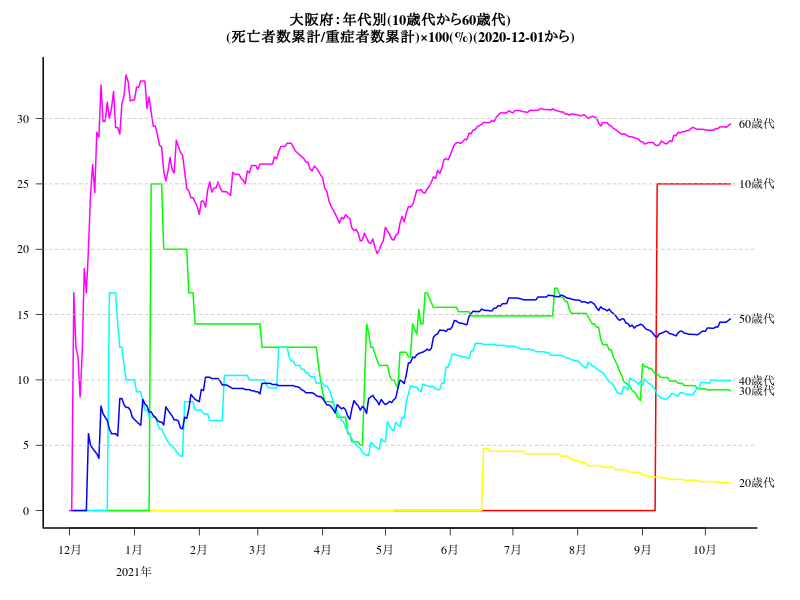 大阪府：年代別(10歳代から60歳代)
(死亡者数累計/重症者数累計)×100(%)(2020-12-01から)
30
25
20
15
10
5
0
60歳代
10歳代
50歳代
40歳代
30歳代
20歳代
12月 1月 2月 3月 4月 5月 6月 7月 8月 9月 10月
2021年